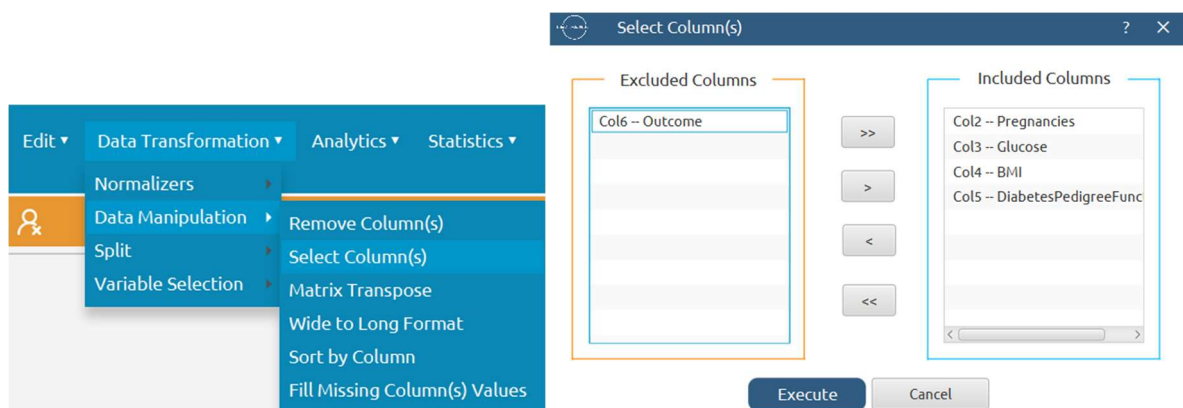 Edit ▾ Data Transformation ▾ Analytics ▾ Statistics ▾
Normalizers
Data Manipulation
Split
Variable Selection
Remove Column(s)
Select Column(s)
Matrix Transpose
Wide to Long Format
Sort by Column
Fill Missing Column(s) Values
Select Column(s) ? X
Excluded Columns
Col6 -- Outcome
>>
>
<
<<
Included Columns
Col2 -- Pregnancies
Col3 -- Glucose
Col4 -- BMI
Col5 -- DiabetesPedigreeFunc
Execute Cancel